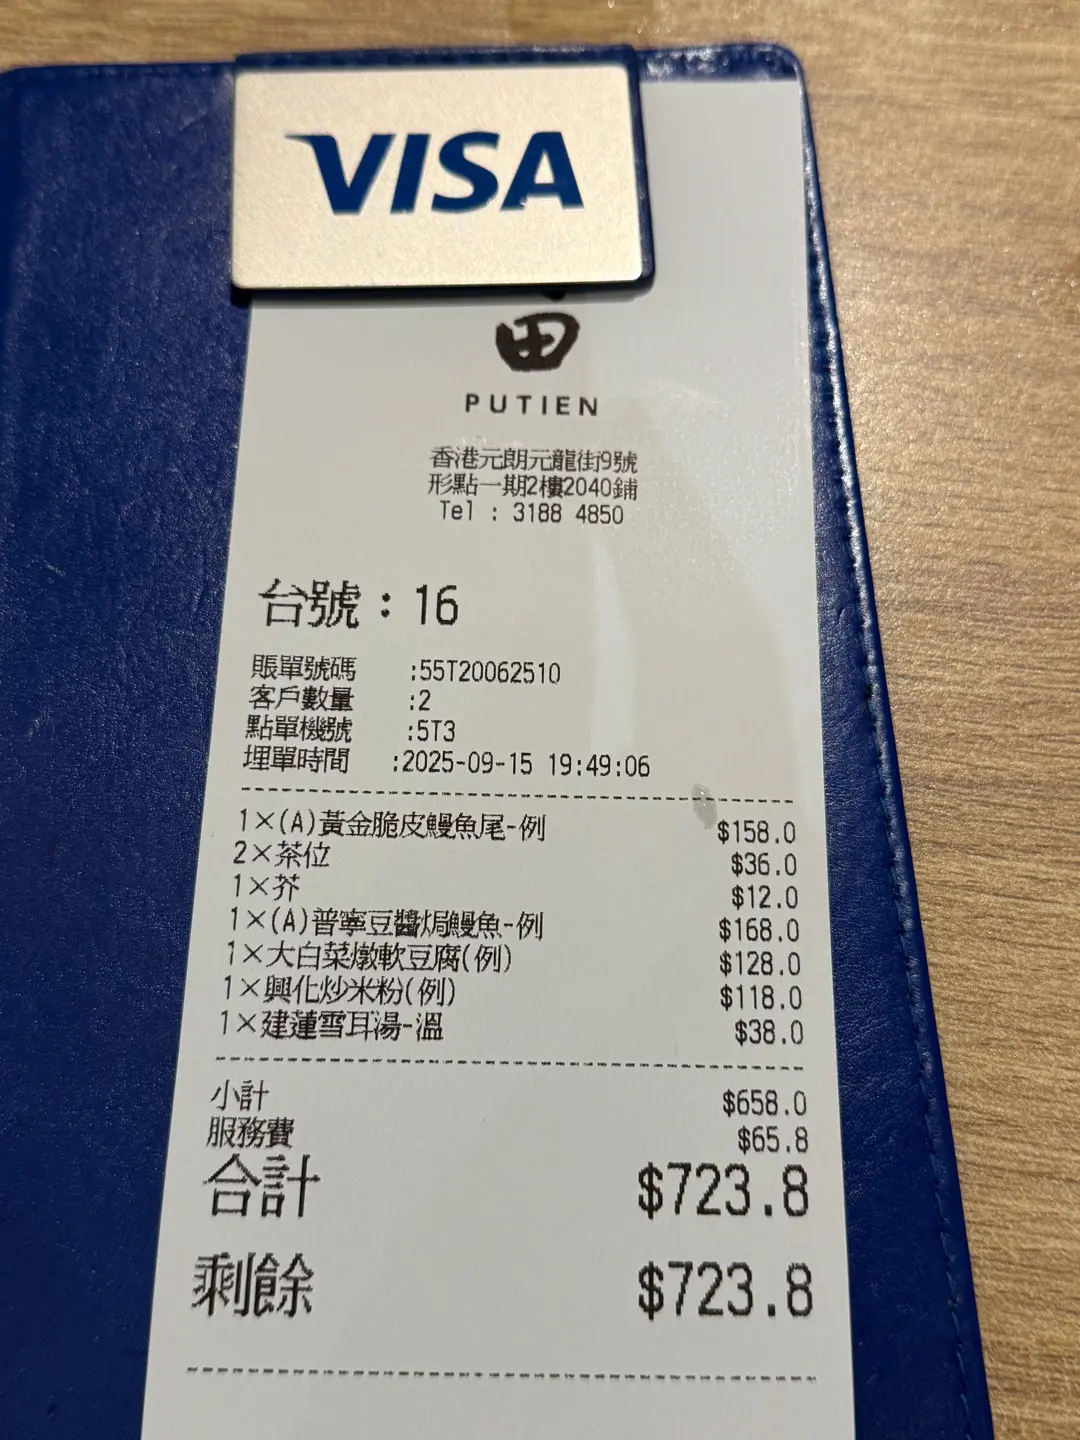 VISA
PUTIEN
香港元朗元龍街9號
形點一期2樓2040鋪
Tel : 3188 4850
台號：16
賬單號碼 :55T20062510
客戶數量 :2
點單機號 :5T3
埋單時間 :2025-09-15 19:49:06
1×(A)黃金脆皮鰻魚尾-例 $158.0
2×茶位 $36.0
1×芥 $12.0
1×(A)普寧豆醬焗鰻魚-例 $168.0
1×大白菜燉軟豆腐(例) $128.0
1×興化炒米粉(例) $118.0
1×建蓮雪耳湯-溫 $38.0
小計 $658.0
服務費 $65.8
合計 $723.8
剩餘 $723.8